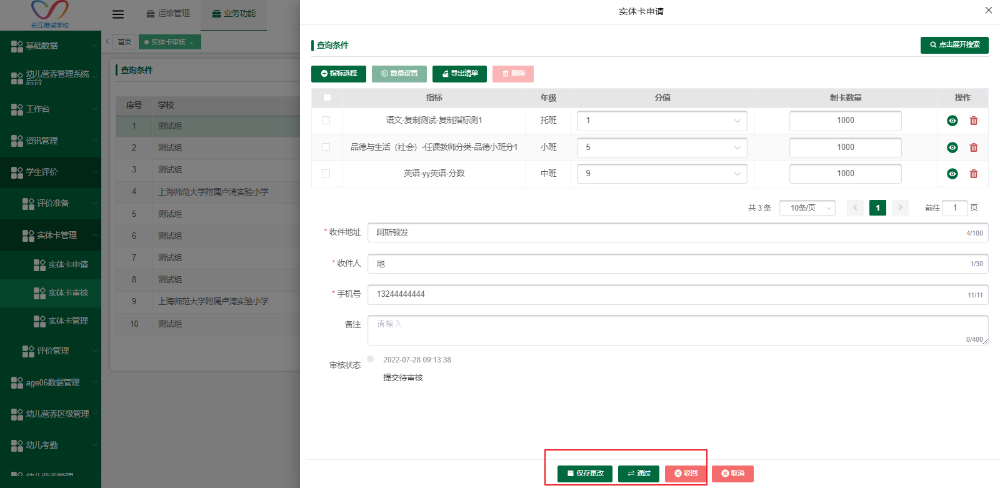 实体卡申请
长江唯诚学校
运维管理
业务功能
首页
实体卡审核
基础数据
幼儿营养管理系统后台
工作台
资讯管理
学生评价
评价准备
实体卡管理
实体卡申请
实体卡审核
实体卡管理
评价管理
age06数据管理
幼儿营养区级管理
幼儿考勤
幼儿营养管理
查询条件
序号 学校
1 测试组
2 测试组
3 测试组
4 上海师范大学附属卢湾实验小学
5 测试组
6 测试组
7 测试组
8 测试组
9 上海师范大学附属卢湾实验小学
10 测试组
查询条件
点击展开搜索
指标选择 数量设置 导出清单 删除
指标 年级 分值 制卡数量 操作
语文-复制测试-复制指标测1 托班 1 1000
品德与生活（社会）-任课教师分类-品德小班分1 小班 5 1000
英语-yy英语-分数 中班 9 1000
共 3 条 10条/页 1 前往 1 页
* 收件地址 阿斯顿发 4/100
* 收件人 地 1/30
* 手机号 13244444444 11/11
备注 请输入 0/400
审核状态 2022-07-28 09:13:38
提交待审核
保存更改 通过 驳回 取消